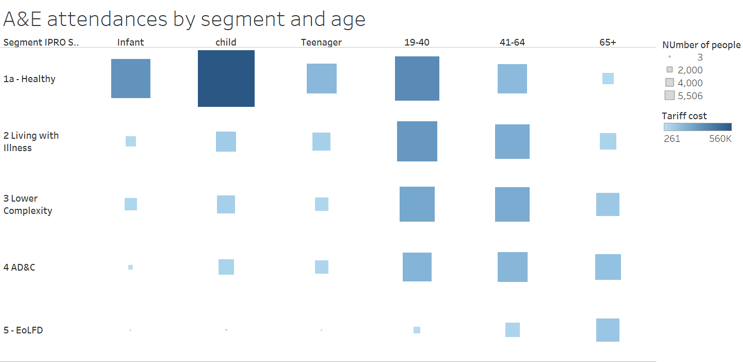 A&E attendances by segment and age
Segment IPRO S.. Infant child Teenager 19-40 41-64 65+
1a - Healthy
2 Living with
Illness
3 Lower
Complexity
4 AD&C
5 - EoLFD
NUmber of people
3
2,000
4,000
5,506
Tariff cost
261 560K